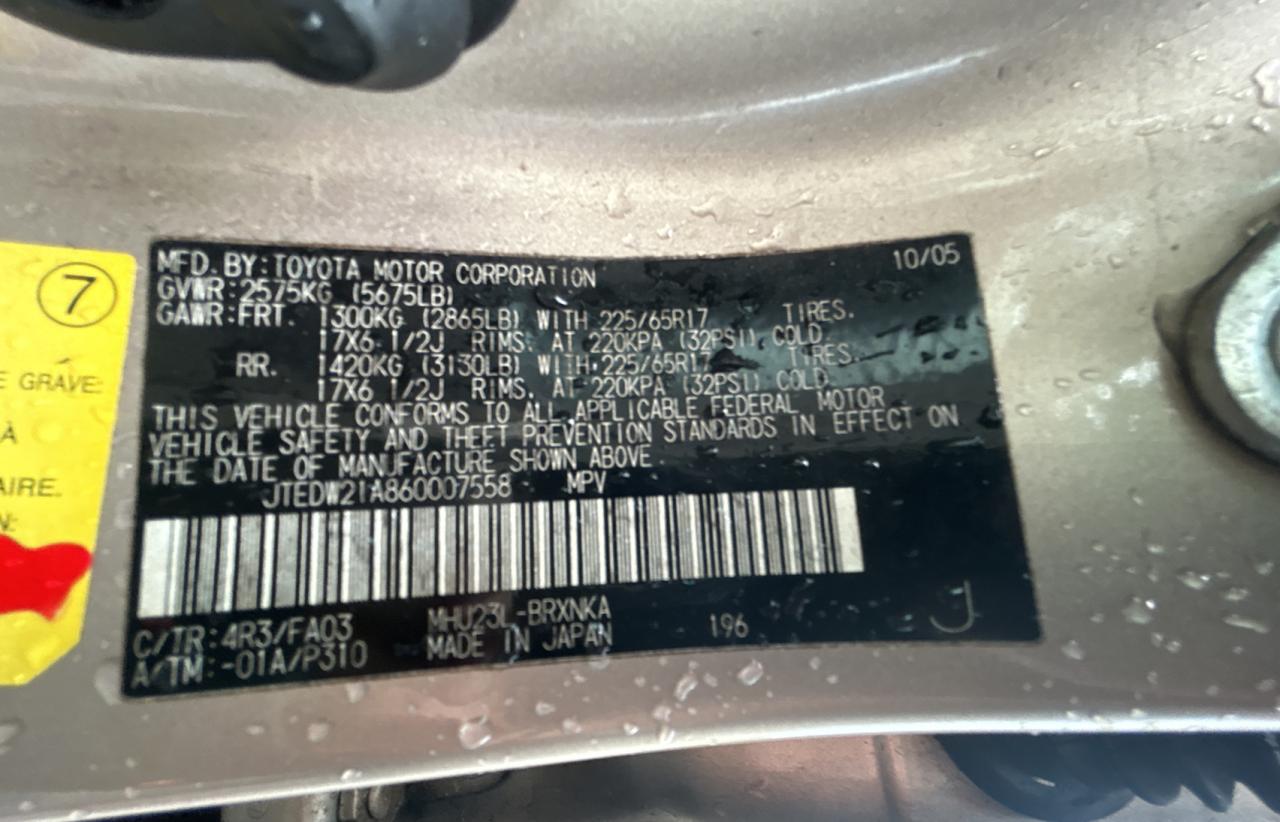 MFD. BY: TOYOTA MOTOR CORPORATION 10/05
GVWR: 2575KG (5675LB)
GAWR: FRT. 1300KG (2865LB) WITH 225/65R17 TIRES.
17X6 1/2J RIMS. AT 220KPA (32PSI) COLD.
RR. 1420KG (3130LB) WITH 225/65R17 TIRES.
17X6 1/2J RIMS. AT 220KPA (32PSI) COLD.
THIS VEHICLE CONFORMS TO ALL APPLICABLE FEDERAL MOTOR
VEHICLE SAFETY AND THEFT PREVENTION STANDARDS IN EFFECT ON
THE DATE OF MANUFACTURE SHOWN ABOVE.
JTEDW21A860007558 MPV
C/TR: 4R3/FA03 MHU23L-BRXNKA
A/TM: -01A/P310 MADE IN JAPAN 196 J
7
E GRAVE
À
AIRE.
N: